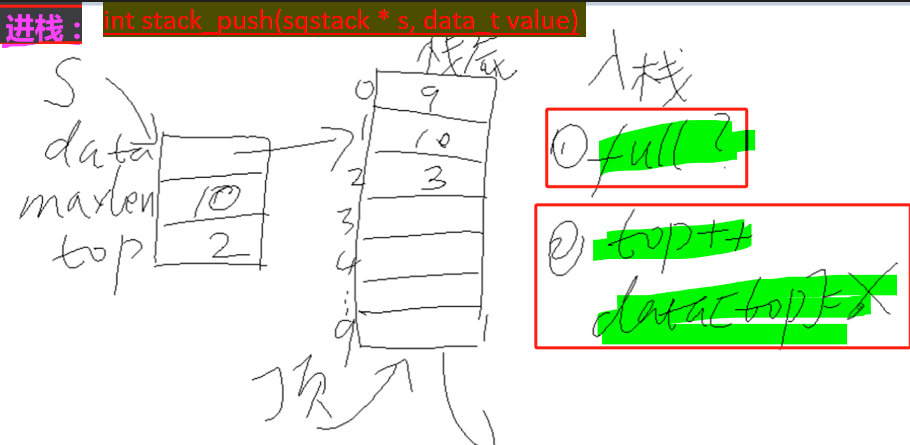 进栈：
int stack_push(sqstack * s, data_t value)
栈底
S
入栈
0 9
1 10
2 3
3
4
⋮
9
data
maxlen 10
top 2
① full ?
② top++
data[top]=x
顶